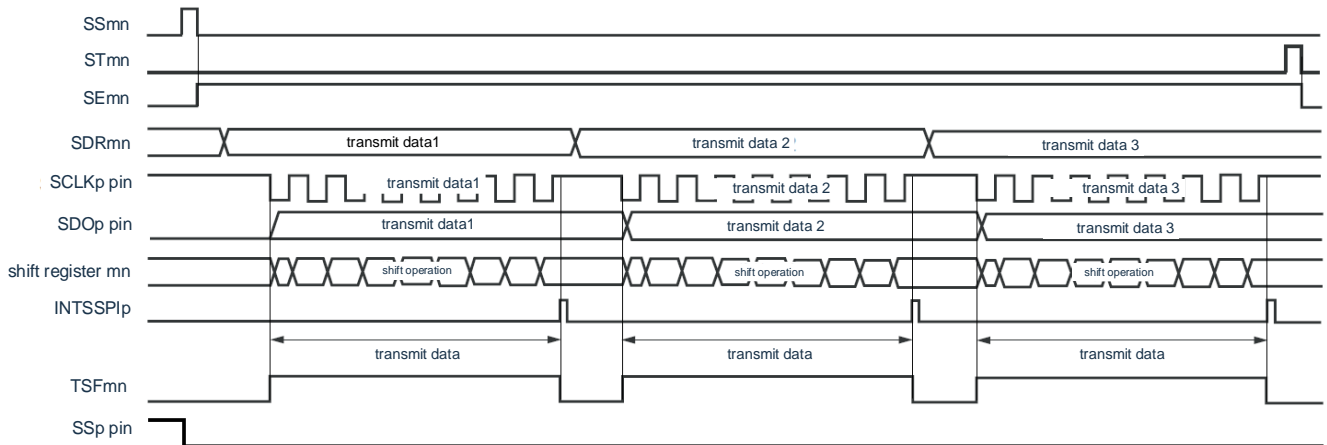 SSmn
STmn
SEmn
SDRmn transmit data1 transmit data 2 transmit data 3
SCLKp pin transmit data1 transmit data 2 transmit data 3
SDOp pin transmit data1 transmit data 2 transmit data 3
shift register mn shift operation shift operation shift operation
INTSSPIp
transmit data transmit data transmit data
TSFmn
SSp pin